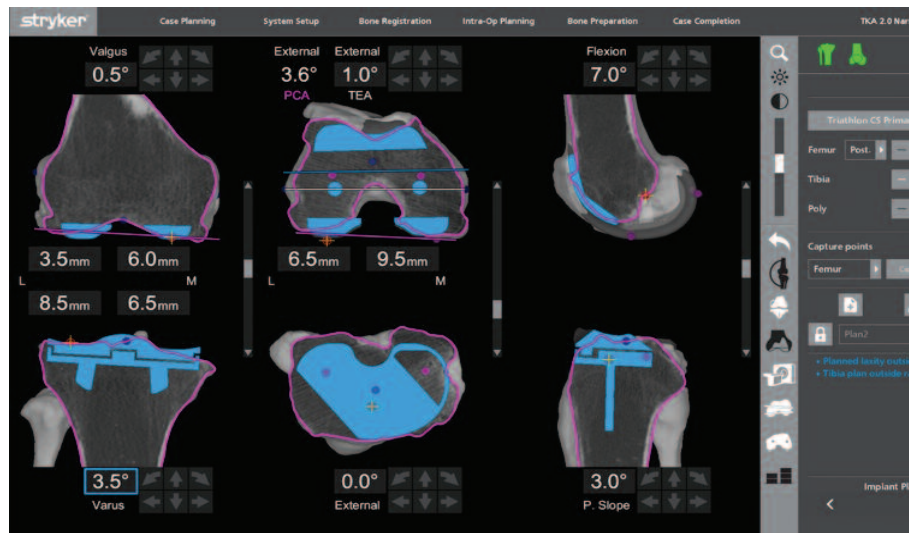 stryker
Case Planning System Setup Bone Registration Intra-Op Planning Bone Preparation Case Completion TKA 2.0
Valgus
0.5°
External External
3.6° 1.0°
PCA TEA
Flexion
7.0°
3.5mm 6.0mm
L M
8.5mm 6.5mm
6.5mm 9.5mm
L M
3.5°
Varus
0.0°
External
3.0°
P. Slope
Triathlon CS
Femur Post.
Tibia
Poly
Capture points
Femur
Plan2
• Planned laxity
• Tibia plan outside
Implant